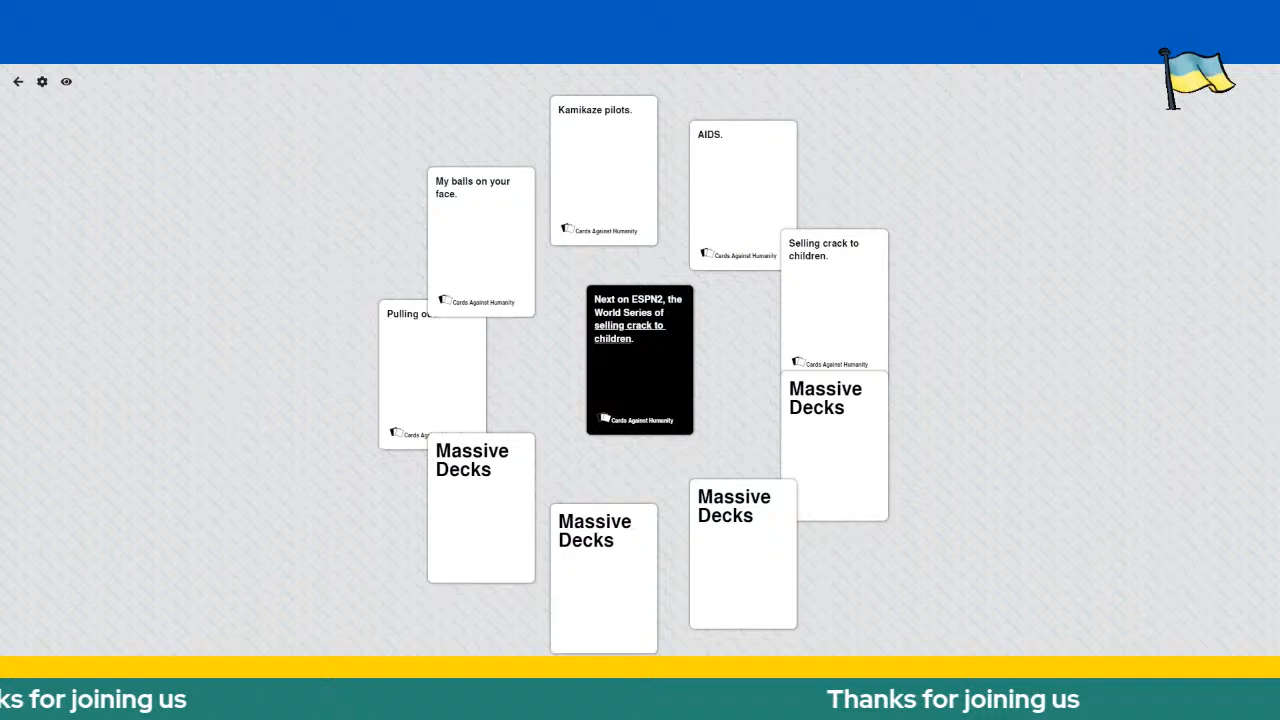 Kamikaze pilots.
Cards Against Humanity
AIDS.
Cards Against Humanity
My balls on your
face.
Cards Against Humanity
Selling crack to
children.
Cards Against Humanity
Pulling
Cards
Next on ESPN2, the
World Series of
selling crack to
children.
Cards Against Humanity
Massive
Decks
Massive
Decks
Massive
Decks
Massive
Decks
for joining us
Thanks for joining us